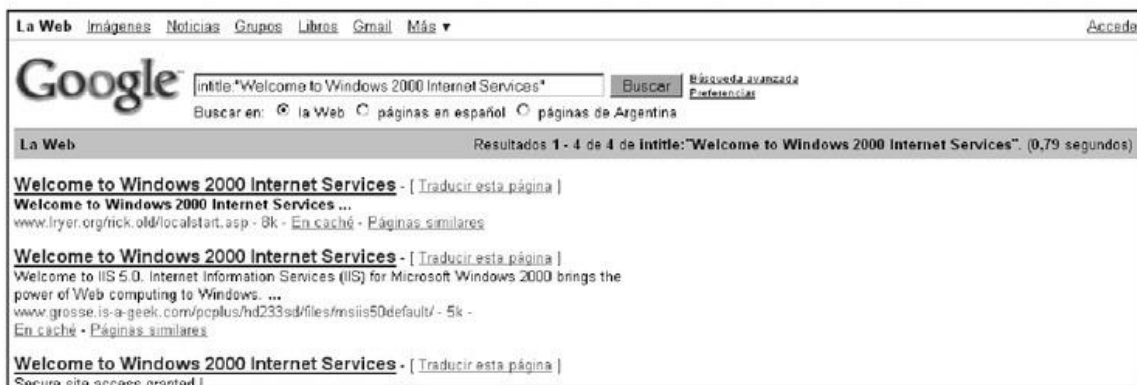 La Web Imágenes Noticias Grupos Libros Gmail Más ▼ Accede
Google intitle:"Welcome to Windows 2000 Internet Services" Buscar Búsqueda avanzada
Preferencias
Buscar en: la Web páginas en español páginas de Argentina
La Web Resultados 1 - 4 de 4 de intitle:"Welcome to Windows 2000 Internet Services". (0,79 segundos)
Welcome to Windows 2000 Internet Services - [ Traducir esta página ]
Welcome to Windows 2000 Internet Services ...
www.lryer.org/rick.old/localstart.asp - 8k - En caché - Páginas similares
Welcome to Windows 2000 Internet Services - [ Traducir esta página ]
Welcome to IIS 5.0. Internet Information Services (IIS) for Microsoft Windows 2000 brings the
power of Web computing to Windows. ...
www.grosse.is-a-geek.com/pcplus/hd233sd/files/msiis50default/ - 5k -
En caché - Páginas similares
Welcome to Windows 2000 Internet Services - [ Traducir esta página ]
Secure site access granted !